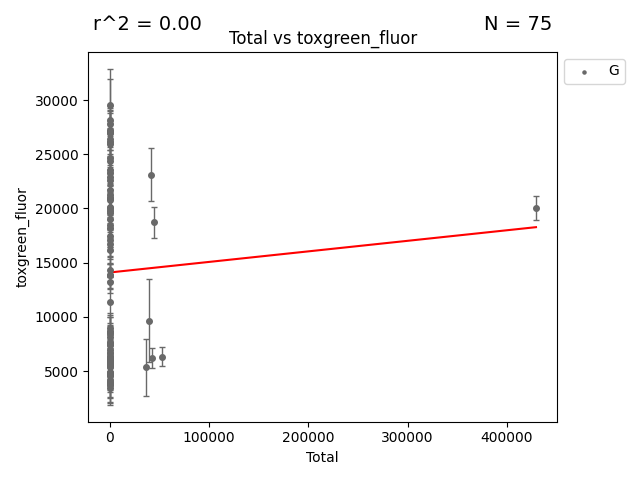 r^2 = 0.00
N = 75
Total vs toxgreen_fluor
G
30000
25000
20000
15000
10000
5000
toxgreen_fluor
0
100000
200000
300000
400000
Total